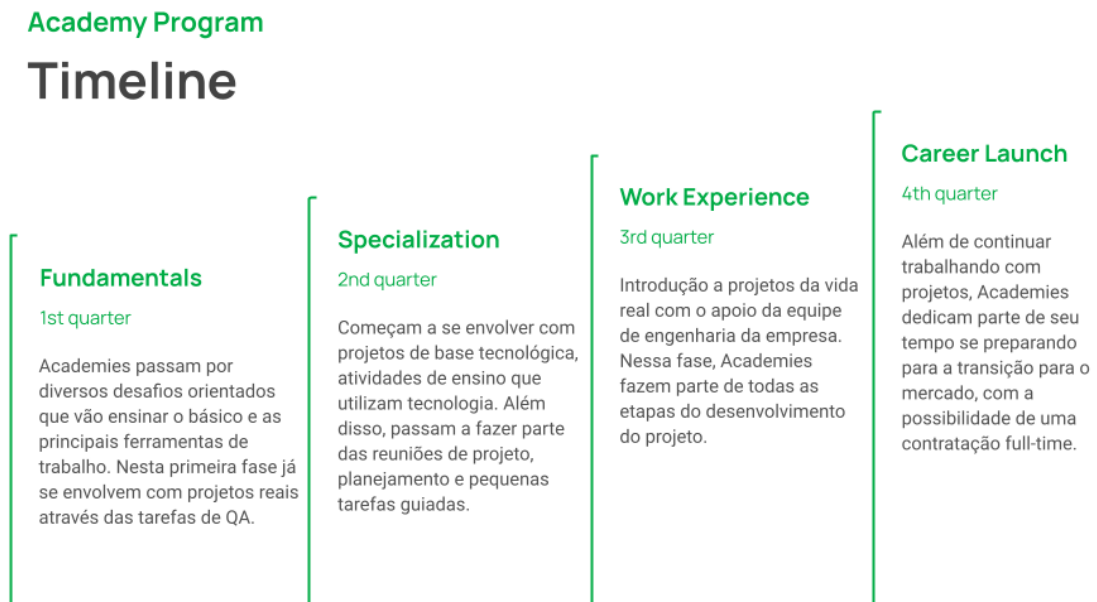 Academy Program
Timeline
Fundamentals
1st quarter
Academies passam por
diversos desafios orientados
que vão ensinar o básico e as
principais ferramentas de
trabalho. Nesta primeira fase já
se envolvem com projetos reais
através das tarefas de QA.
Specialization
2nd quarter
Começam a se envolver com
projetos de base tecnológica,
atividades de ensino que
utilizam tecnologia. Além
disso, passam a fazer parte
das reuniões de projeto,
planejamento e pequenas
tarefas guiadas.
Work Experience
3rd quarter
Introdução a projetos da vida
real com o apoio da equipe
de engenharia da empresa.
Nessa fase, Academies
fazem parte de todas as
etapas do desenvolvimento
do projeto.
Career Launch
4th quarter
Além de continuar
trabalhando com
projetos, Academies
dedicam parte de seu
tempo se preparando
para a transição para o
mercado, com a
possibilidade de uma
contratação full-time.